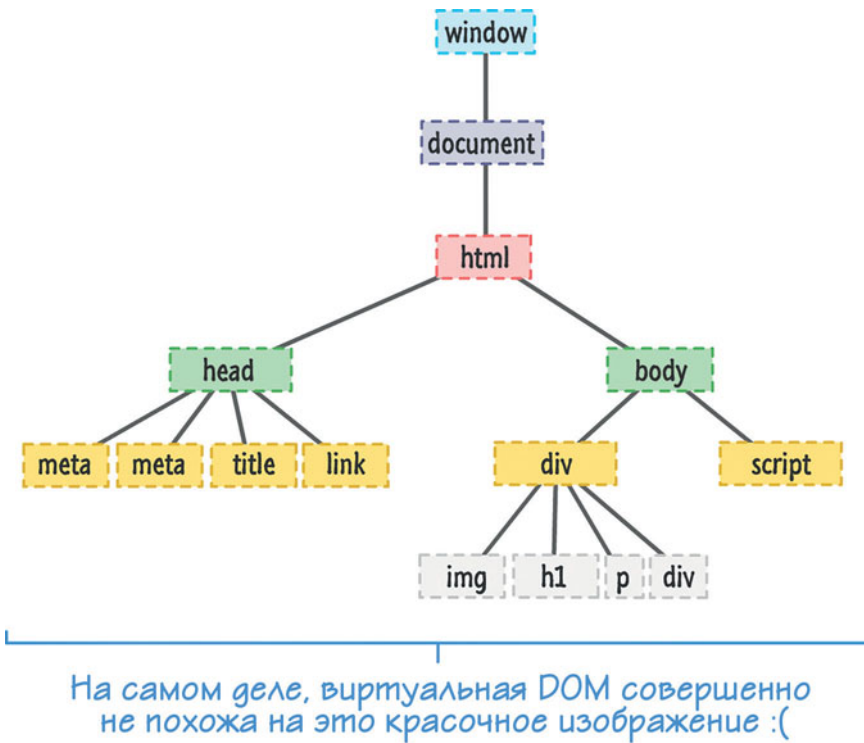 window
document
html
head body
meta meta title link div script
img h1 p div
На самом деле, виртуальная DOM совершенно
не похожа на это красочное изображение :(